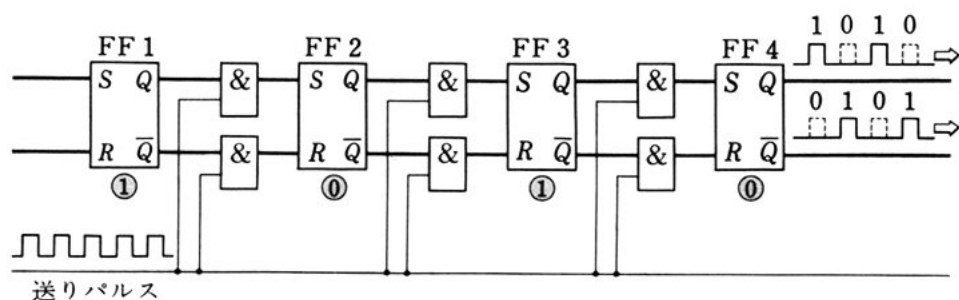 1 0 1 0
FF 1 FF 2 FF 3 FF 4
S Q & S Q & S Q & S Q
0 1 0 1
R Q̅ & R Q̅ & R Q̅ & R Q̅
① ⓪ ① ⓪
送りパルス